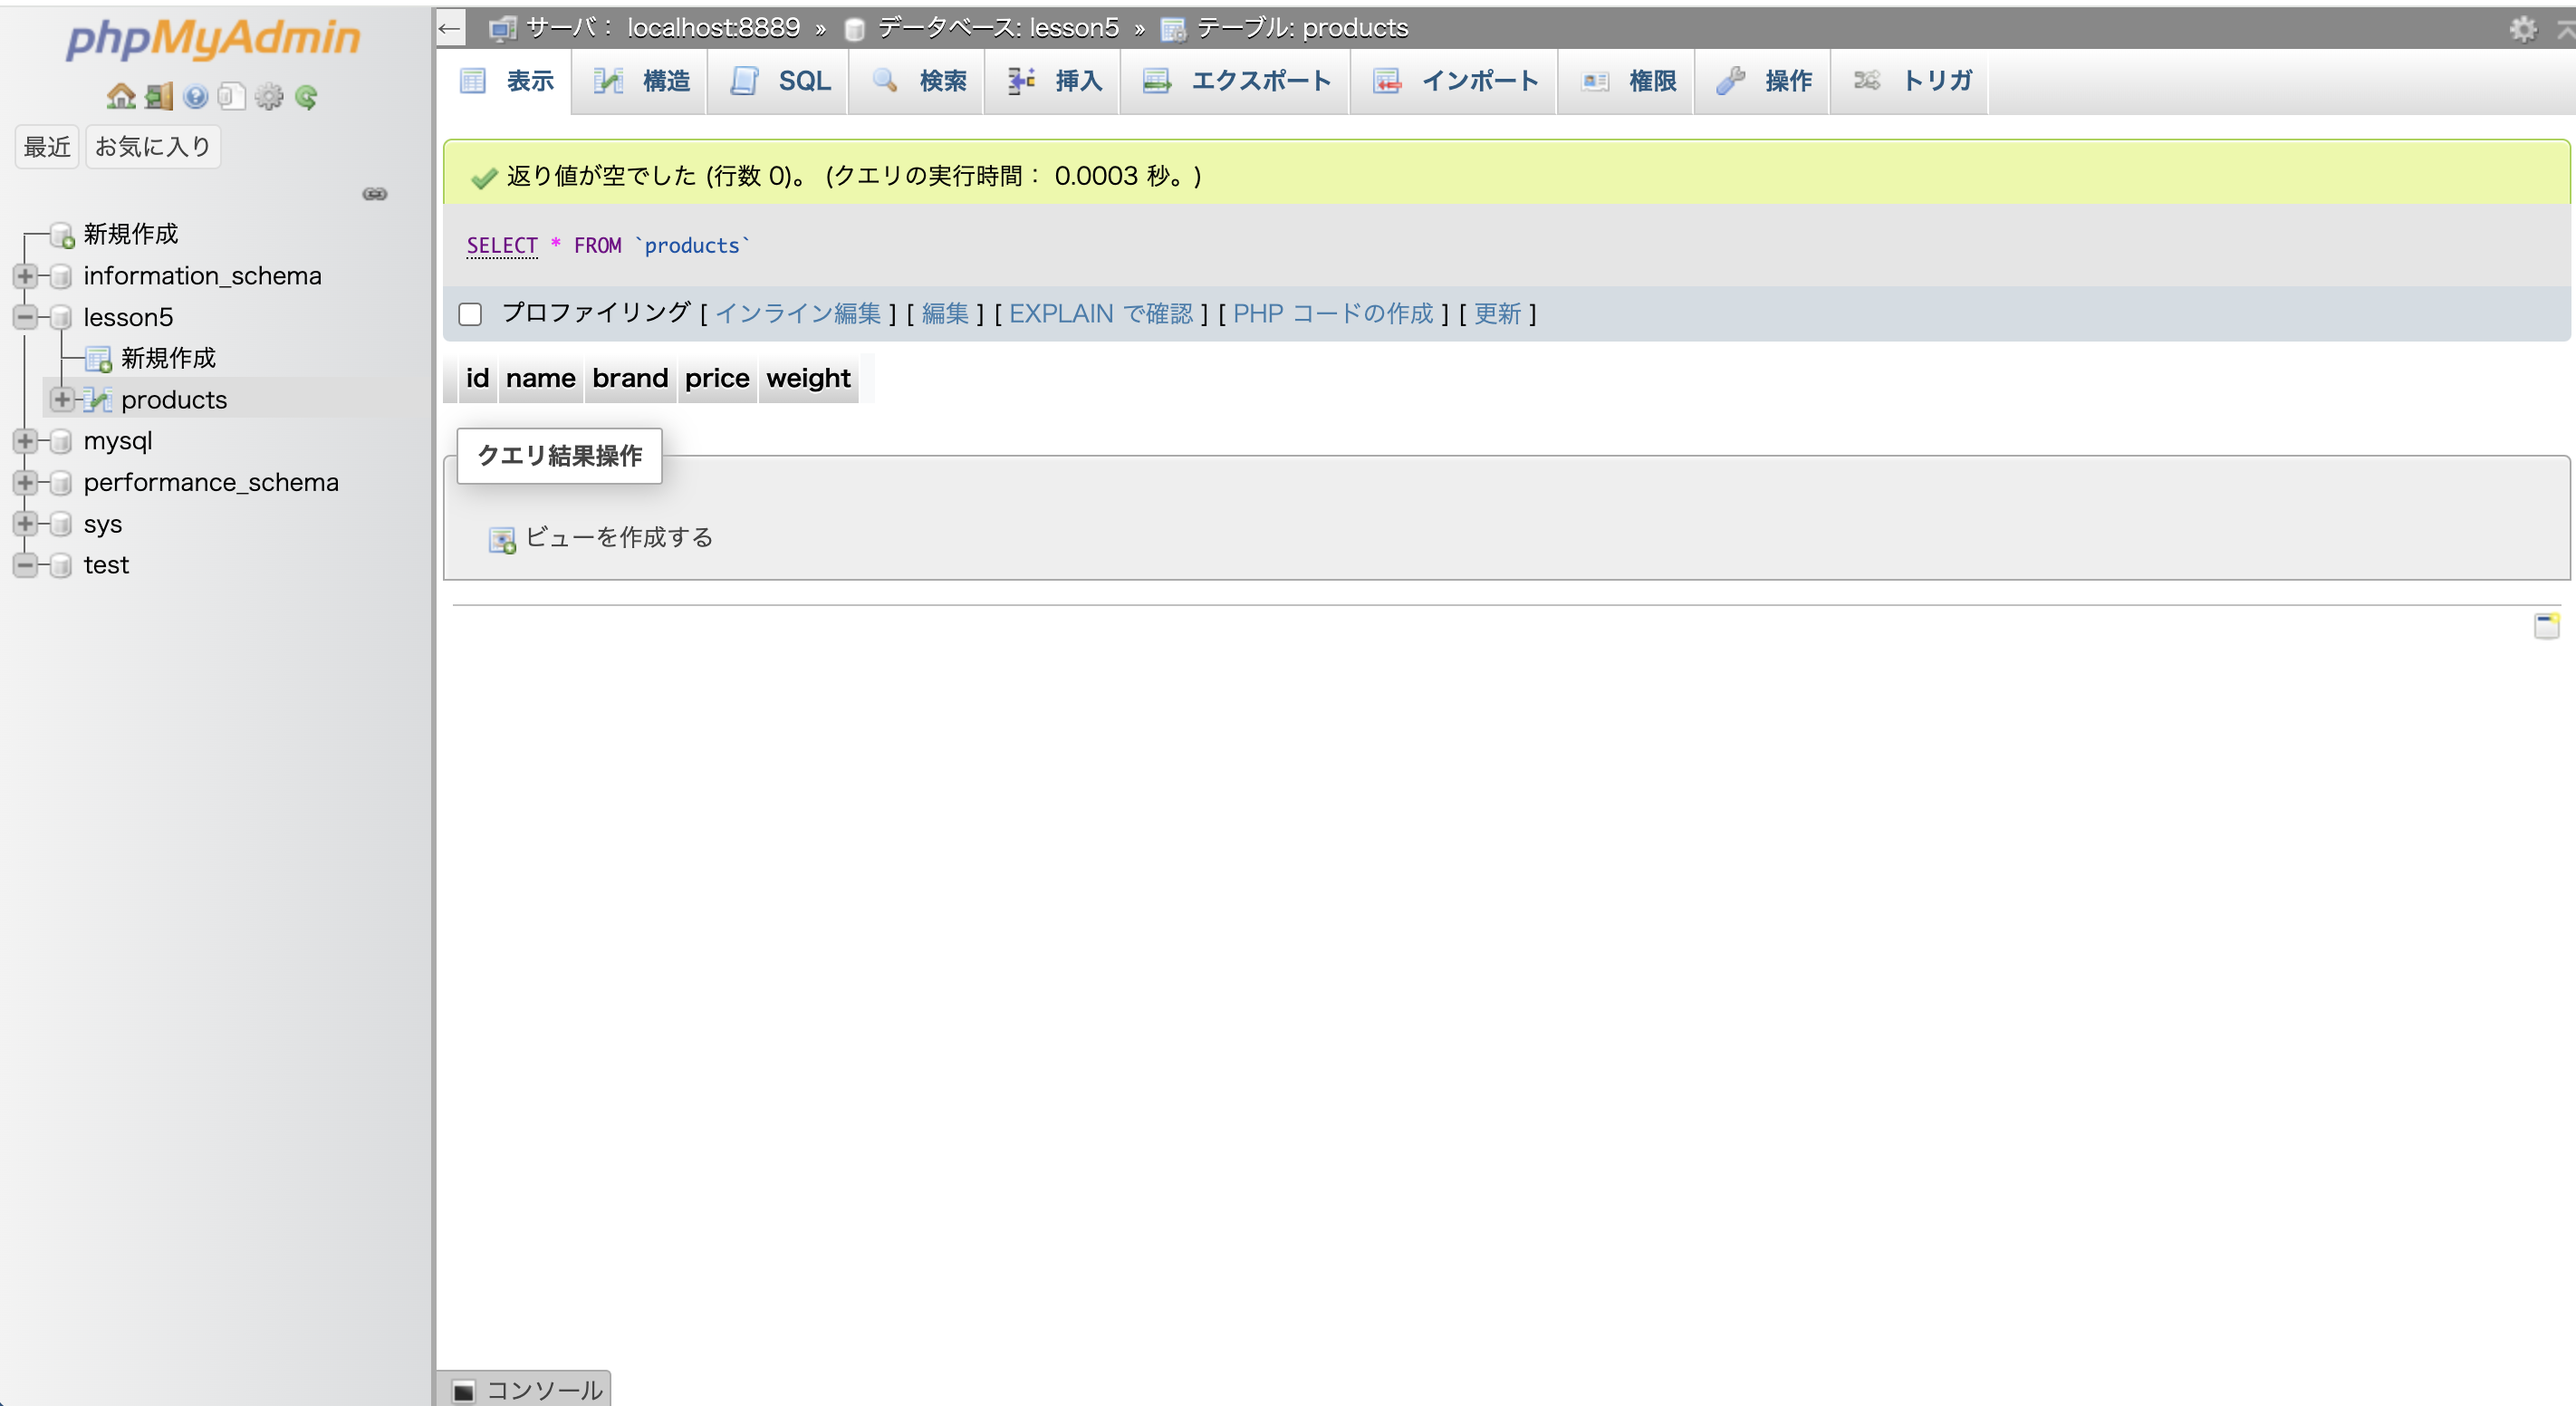 phpMyAdmin
最近 お気に入り
新規作成
information_schema
lesson5
新規作成
products
mysql
performance_schema
sys
test
← サーバ： localhost:8889 » データベース: lesson5 » テーブル: products
表示 構造 SQL 検索 挿入 エクスポート インポート 権限 操作 トリガ
返り値が空でした (行数 0)。 (クエリの実行時間： 0.0003 秒。)
SELECT * FROM `products`
プロファイリング [ インライン編集 ] [ 編集 ] [ EXPLAIN で確認 ] [ PHP コードの作成 ] [ 更新 ]
id name brand price weight
クエリ結果操作
ビューを作成する
コンソール